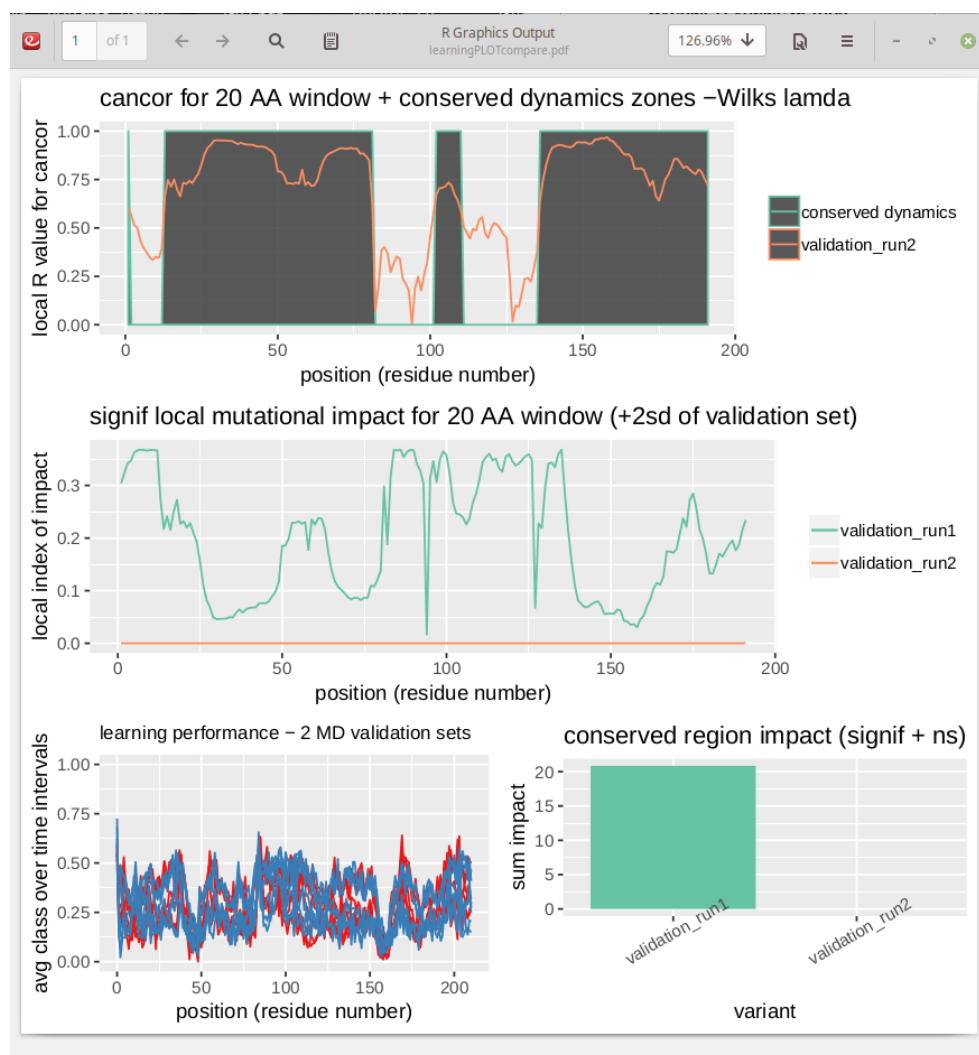 1 of 1
R Graphics Output
learningPLOTcompare.pdf
126.96%
cancor for 20 AA window + conserved dynamics zones −Wilks lamda
local R value for cancor
1.00
0.75
0.50
0.25
0.00
0 50 100 150 200
position (residue number)
conserved dynamics
validation_run2
signif local mutational impact for 20 AA window (+2sd of validation set)
local index of impact
0.3
0.2
0.1
0.0
0 50 100 150 200
position (residue number)
validation_run1
validation_run2
learning performance − 2 MD validation sets
avg class over time intervals
1.00
0.75
0.50
0.25
0.00
0 50 100 150 200
position (residue number)
conserved region impact (signif + ns)
sum impact
20
15
10
5
0
validation_run1
validation_run2
variant